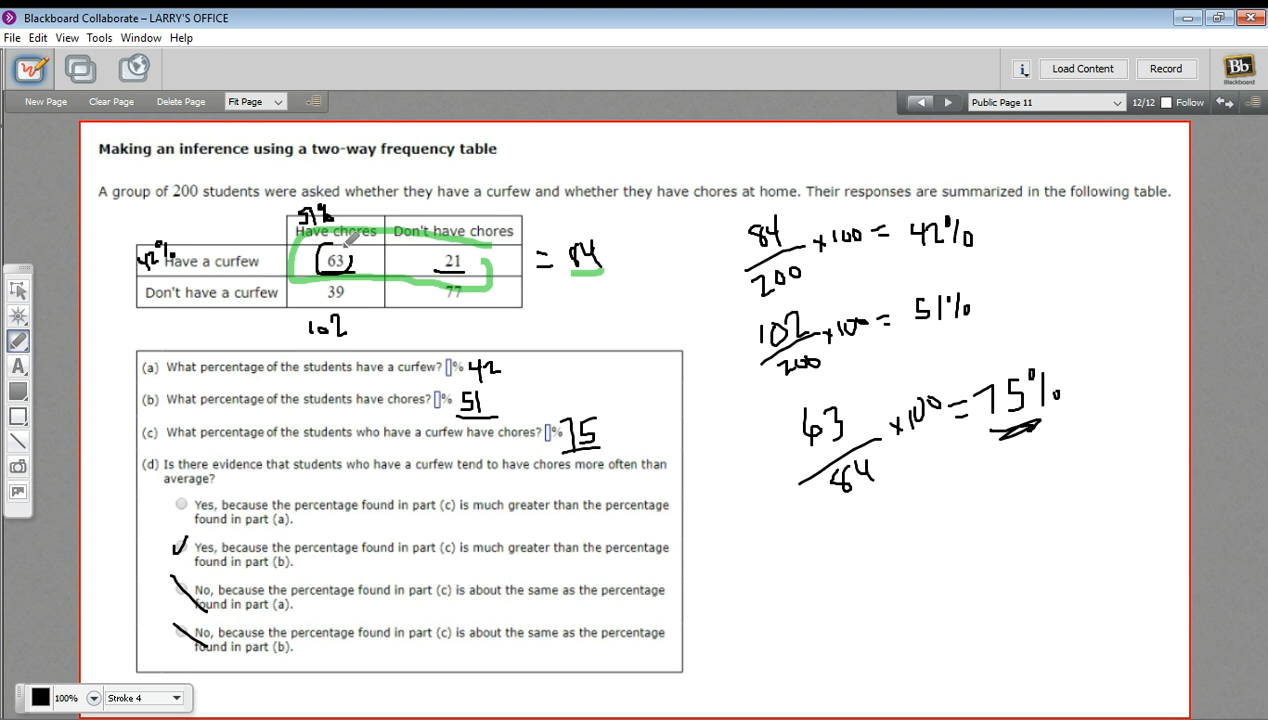 Blackboard Collaborate – LARRY'S OFFICE
File Edit View Tools Window Help
Load Content Record Bb Blackboard
New Page Clear Page Delete Page Fit Page Public Page 11 12/12 Follow
Making an inference using a two-way frequency table
A group of 200 students were asked whether they have a curfew and whether they have chores at home. Their responses are summarized in the following table.
51%
Have chores Don't have chores
42% Have a curfew 63 21 = 84
Don't have a curfew 39 77
102
84/200 x100 = 42%
102/200 x100 = 51%
63/84 x100 = 75%
(a) What percentage of the students have a curfew? % 42
(b) What percentage of the students have chores? % 51
(c) What percentage of the students who have a curfew have chores? % 75
(d) Is there evidence that students who have a curfew tend to have chores more often than
average?
Yes, because the percentage found in part (c) is much greater than the percentage
found in part (a).
Yes, because the percentage found in part (c) is much greater than the percentage
found in part (b).
No, because the percentage found in part (c) is about the same as the percentage
found in part (a).
No, because the percentage found in part (c) is about the same as the percentage
found in part (b).
100% Stroke 4